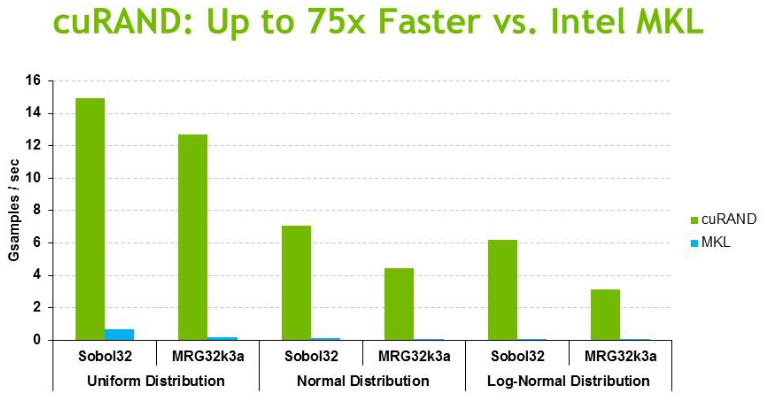 cuRAND: Up to 75x Faster vs. Intel MKL
Gsamples / sec
16
14
12
10
8
6
4
2
0
Sobol32 MRG32k3a Sobol32 MRG32k3a Sobol32 MRG32k3a
Uniform Distribution Normal Distribution Log-Normal Distribution
cuRAND
MKL